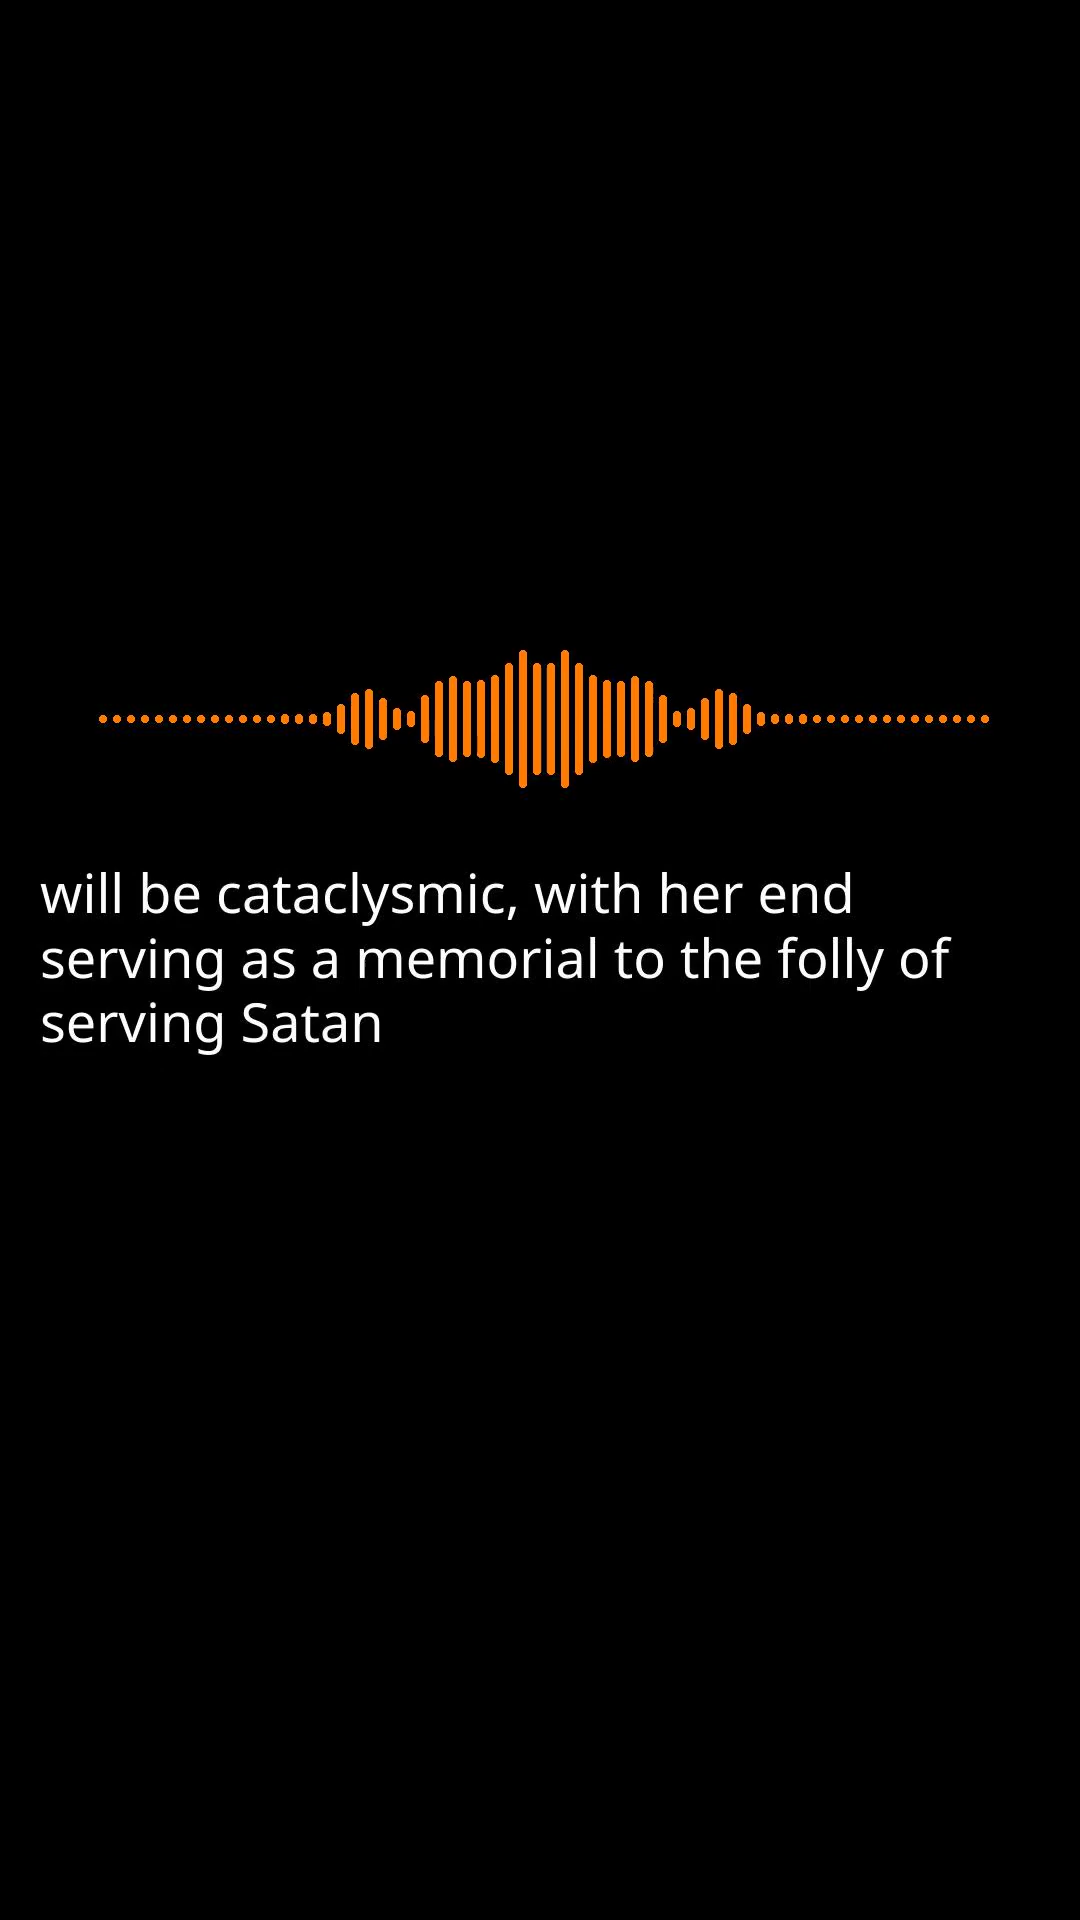 will be cataclysmic, with her end
serving as a memorial to the folly of
serving Satan